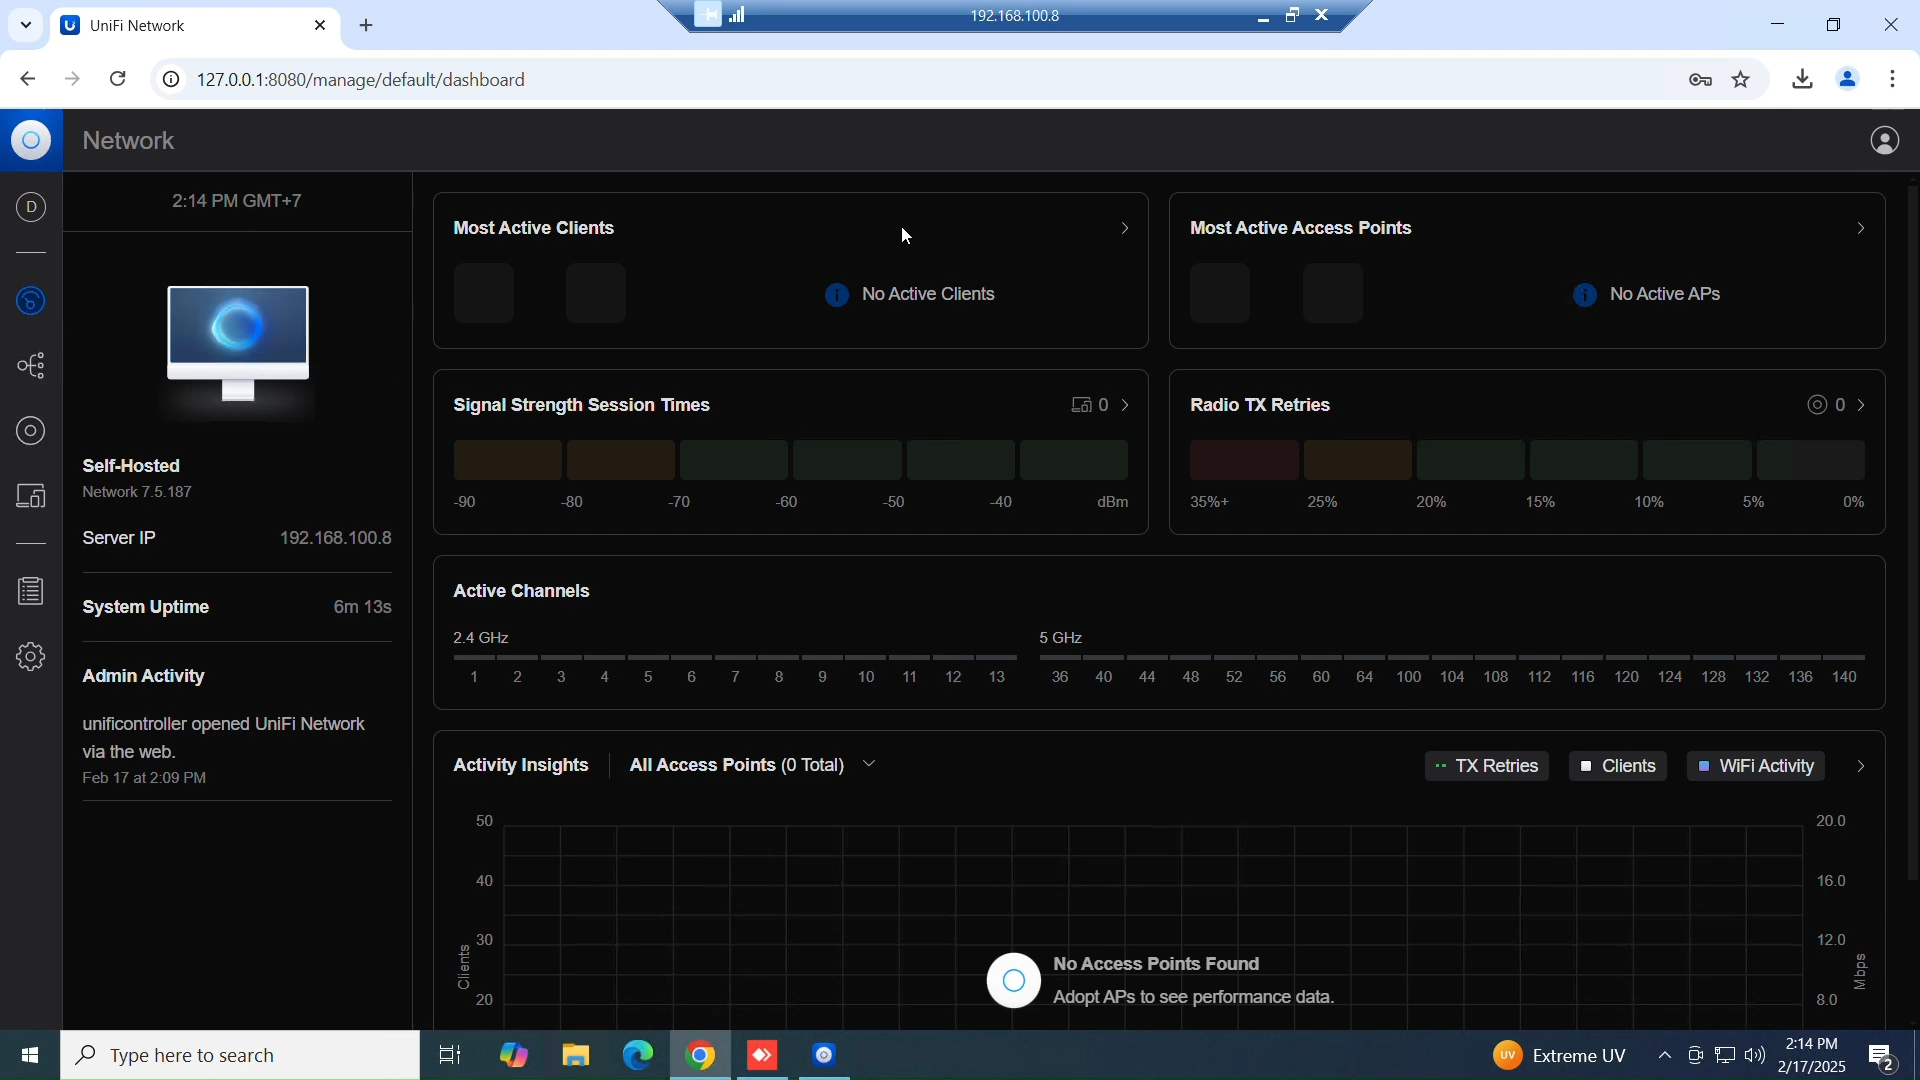 192.168.100.8
UniFi Network
127.0.0.1:8080/manage/default/dashboard
Network
D
2:14 PM GMT+7
Self-Hosted
Network 7.5.187
Server IP 192.168.100.8
System Uptime 6m 13s
Admin Activity
unificontroller opened UniFi Network
via the web.
Feb 17 at 2:09 PM
Most Active Clients
No Active Clients
Most Active Access Points
No Active APs
Signal Strength Session Times 0
-90 -80 -70 -60 -50 -40 dBm
Radio TX Retries 0
35%+ 25% 20% 15% 10% 5% 0%
Active Channels
2.4 GHz
1 2 3 4 5 6 7 8 9 10 11 12 13
5 GHz
36 40 44 48 52 56 60 64 100 104 108 112 116 120 124 128 132 136 140
Activity Insights All Access Points (0 Total) TX Retries Clients WiFi Activity
50 20.0
40 16.0
30 12.0
20 8.0
Clients
Mbps
No Access Points Found
Adopt APs to see performance data.
Type here to search
UV Extreme UV
2:14 PM
2/17/2025
2